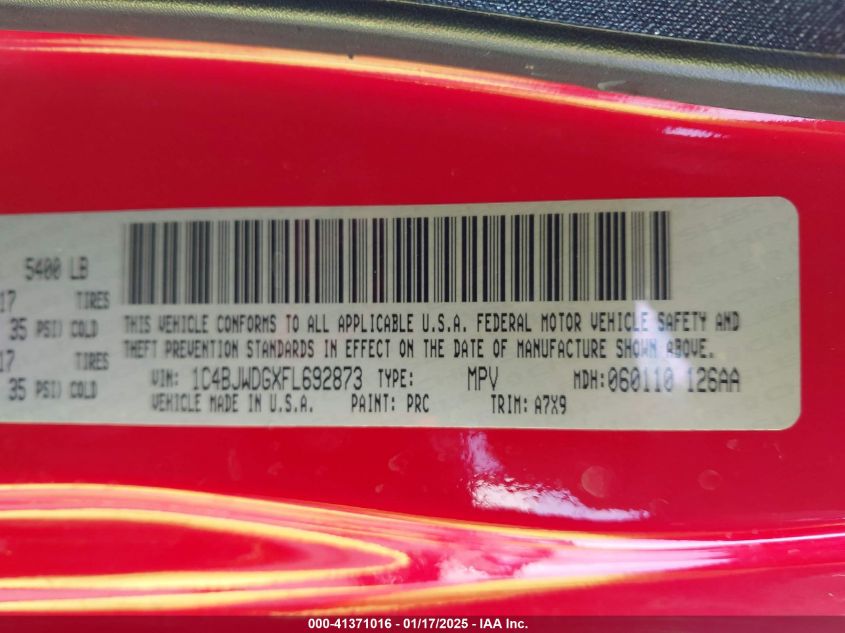 5400 LB
17 TIRES
35 PSI) COLD
17 TIRES
35 PSI) COLD
THIS VEHICLE CONFORMS TO ALL APPLICABLE U.S.A. FEDERAL MOTOR VEHICLE SAFETY AND
THEFT PREVENTION STANDARDS IN EFFECT ON THE DATE OF MANUFACTURE SHOWN ABOVE.
VIN: 1C4BJWDGXFL692873 TYPE: MPV MDH: 060110 126AA
VEHICLE MADE IN U.S.A. PAINT: PRC TRIM: A7X9
000-41371016 - 01/17/2025 - IAA Inc.